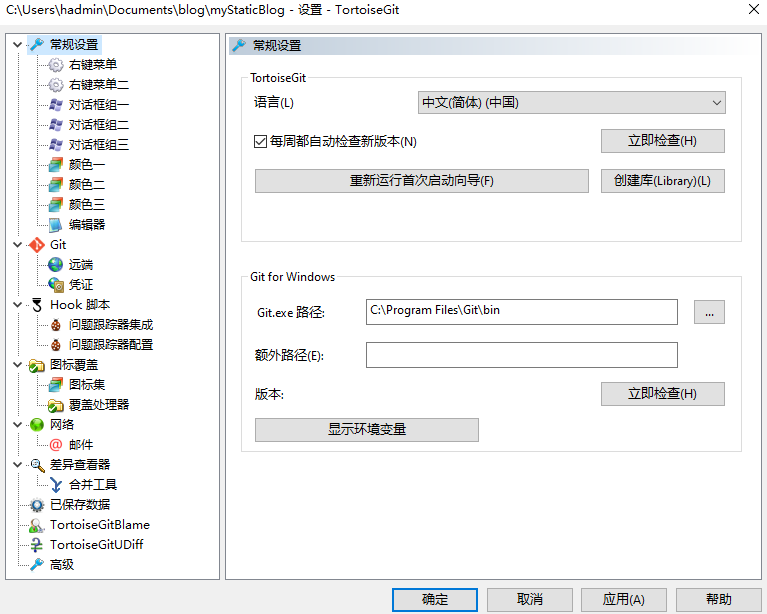 C:\Users\hadmin\Documents\blog\myStaticBlog - 设置 - TortoiseGit
常规设置
右键菜单
右键菜单二
对话框组一
对话框组二
对话框组三
颜色一
颜色二
颜色三
编辑器
Git
远端
凭证
Hook 脚本
问题跟踪器集成
问题跟踪器配置
图标覆盖
图标集
覆盖处理器
网络
邮件
差异查看器
合并工具
已保存数据
TortoiseGitBlame
TortoiseGitUDiff
高级
常规设置
TortoiseGit
语言(L)
中文(简体) (中国)
每周都自动检查新版本(N)
立即检查(H)
重新运行首次启动向导(F)
创建库(Library)(L)
Git for Windows
Git.exe 路径:
C:\Program Files\Git\bin
...
额外路径(E):
版本:
立即检查(H)
显示环境变量
确定
取消
应用(A)
帮助